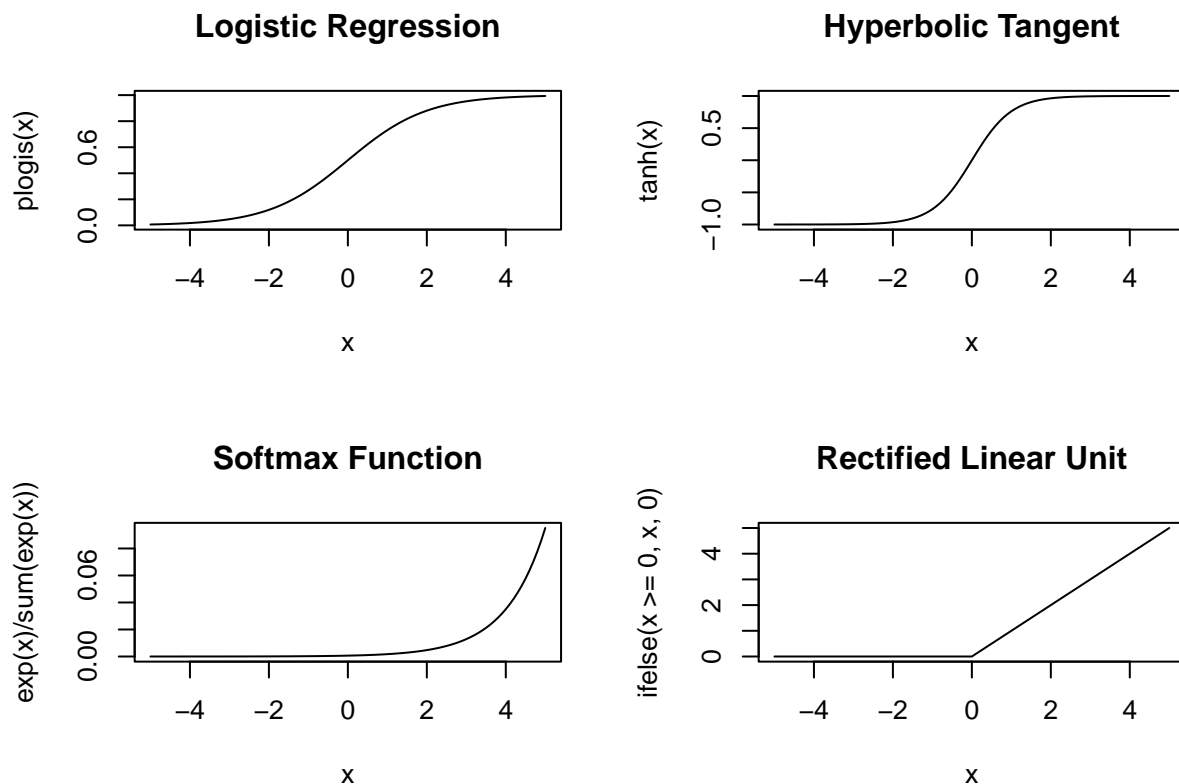 Logistic Regression
plogis(x)
0.0
0.6
−4
−2
0
2
4
x
Hyperbolic Tangent
tanh(x)
−1.0
0.5
−4
−2
0
2
4
x
Softmax Function
exp(x)/sum(exp(x))
0.00
0.06
−4
−2
0
2
4
x
Rectified Linear Unit
ifelse(x >= 0, x, 0)
0
2
4
−4
−2
0
2
4
x